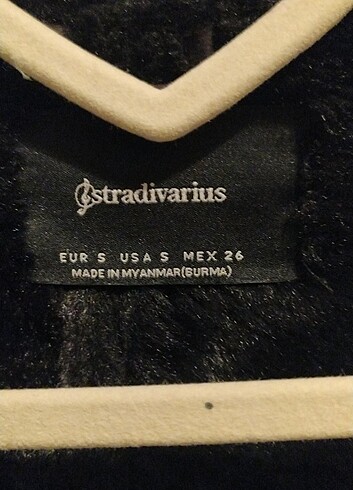 stradivarius
EUR S USA S MEX 26
MADE IN MYANMAR(BURMA)